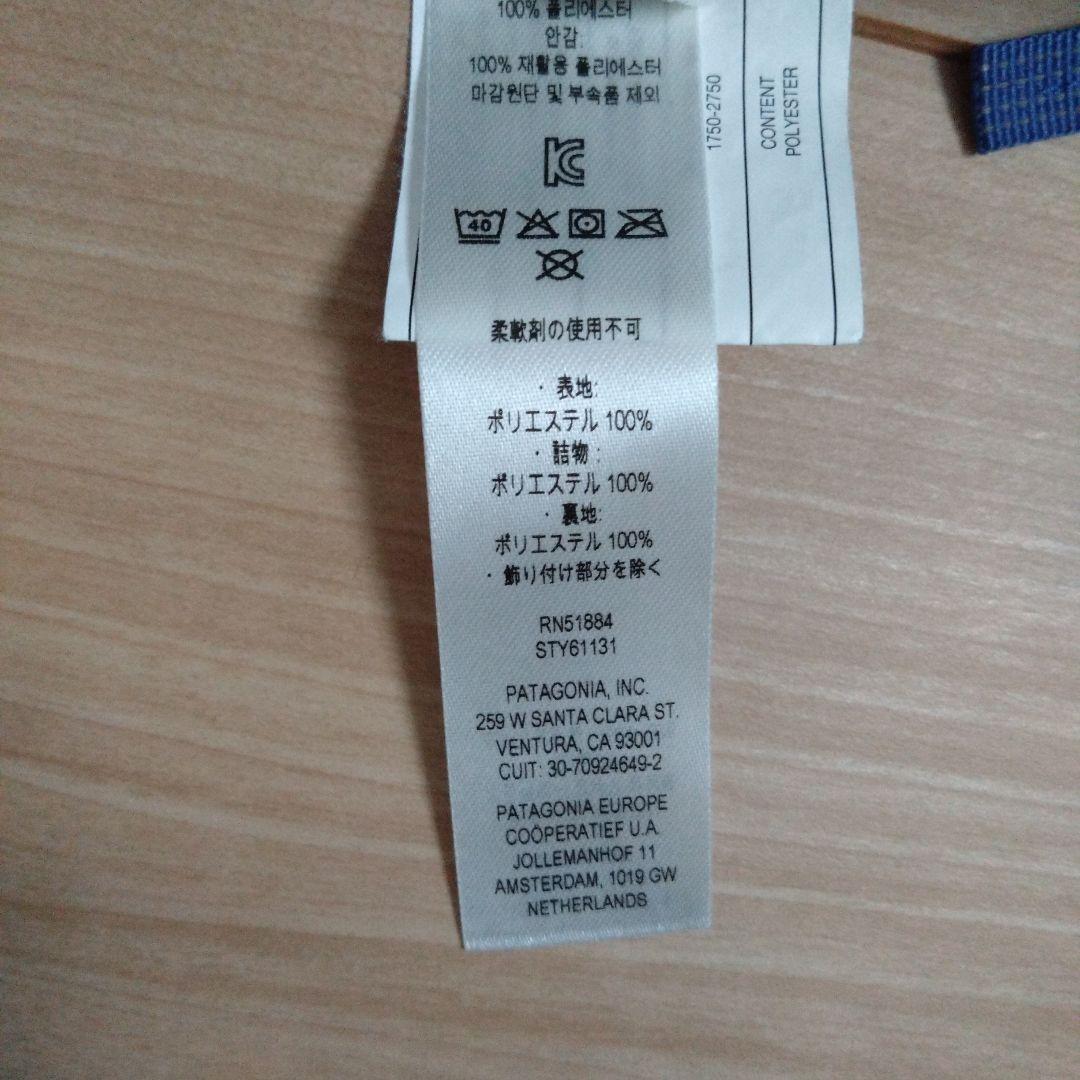 100% 폴리에스터
안감:
100% 재활용 폴리에스터
마감원단 및 부속품 제외
40
柔軟剤の使用不可
・表地:
ポリエステル 100%
・詰物:
ポリエステル 100%
・裏地:
ポリエステル 100%
・飾り付け部分を除く
RN51884
STY61131
PATAGONIA, INC.
259 W SANTA CLARA ST.
VENTURA, CA 93001
CUIT: 30-70924649-2
PATAGONIA EUROPE
COÖPERATIEF U.A.
JOLLEMANHOF 11
AMSTERDAM, 1019 GW
NETHERLANDS
1750-2750
CONTENT
POLYESTER